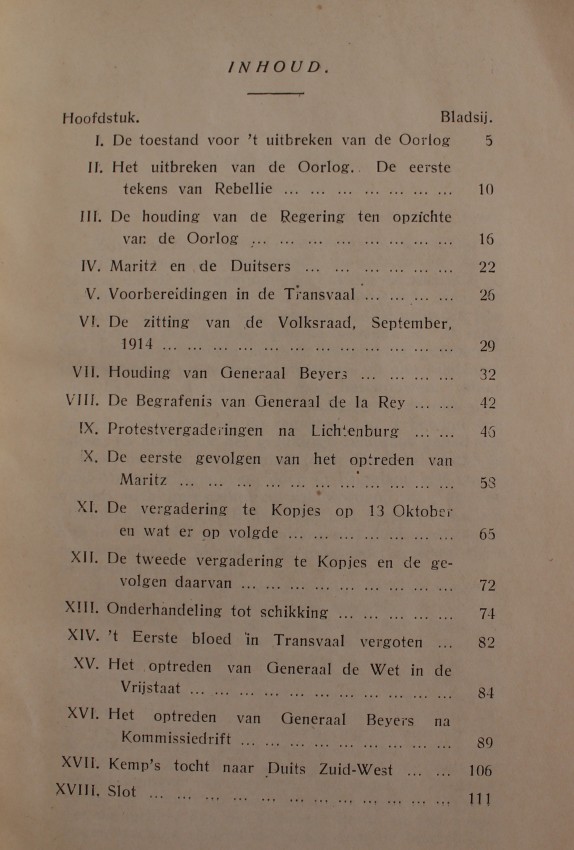 INHOUD.
Hoofdstuk. Bladsij.
I. De toestand voor 't uitbreken van de Oorlog 5
II. Het uitbreken van de Oorlog. De eerste
tekens van Rebellie ... ... ... ... ... ... ... 10
III. De houding van de Regering ten opzichte
van de Oorlog ... ... ... ... ... ... ... ... 16
IV. Maritz en de Duitsers ... ... ... ... ... ... 22
V. Voorbereidingen in de Transvaal ... ... ... ... 26
VI. De zitting van de Volksraad, September,
1914 ... ... ... ... ... ... ... ... ... ... ... 29
VII. Houding van Generaal Beyers ... ... ... ... 32
VIII. De Begrafenis van Generaal de la Rey ... ... 42
IX. Protestvergaderingen na Lichtenburg ... ... 46
X. De eerste gevolgen van het optreden van
Maritz ... ... ... ... ... ... ... ... ... ... ... 58
XI. De vergadering te Kopjes op 13 Oktober
en wat er op volgde ... ... ... ... ... ... ... 65
XII. De tweede vergadering te Kopjes en de ge-
volgen daarvan ... ... ... ... ... ... ... ... 72
XIII. Onderhandeling tot schikking ... ... ... ... ... 74
XIV. 't Eerste bloed in Transvaal vergoten ... 82
XV. Het optreden van Generaal de Wet in de
Vrijstaat ... ... ... ... ... ... ... ... ... ... 84
XVI. Het optreden van Generaal Beyers na
Kommissiedrift ... ... ... ... ... ... ... ... 89
XVII. Kemp's tocht naar Duits Zuid-West ... ... 106
XVIII. Slot ... ... ... ... ... ... ... ... ... ... ... ... 111